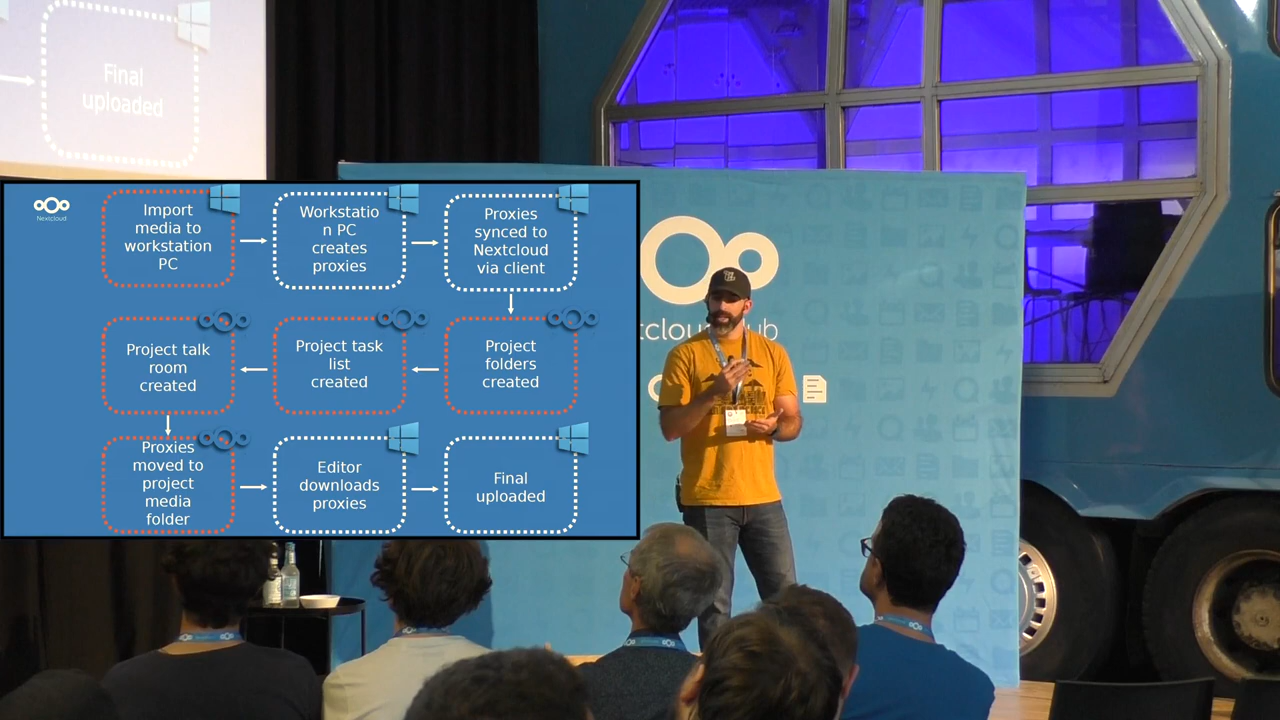 Final
uploaded
Nextcloud
Import
media to
workstation
PC
Workstatio
n PC
creates
proxies
Proxies
synced to
Nextcloud
via client
Project talk
room
created
Project task
list
created
Project
folders
created
Proxies
moved to
project
media
folder
Editor
downloads
proxies
Final
uploaded